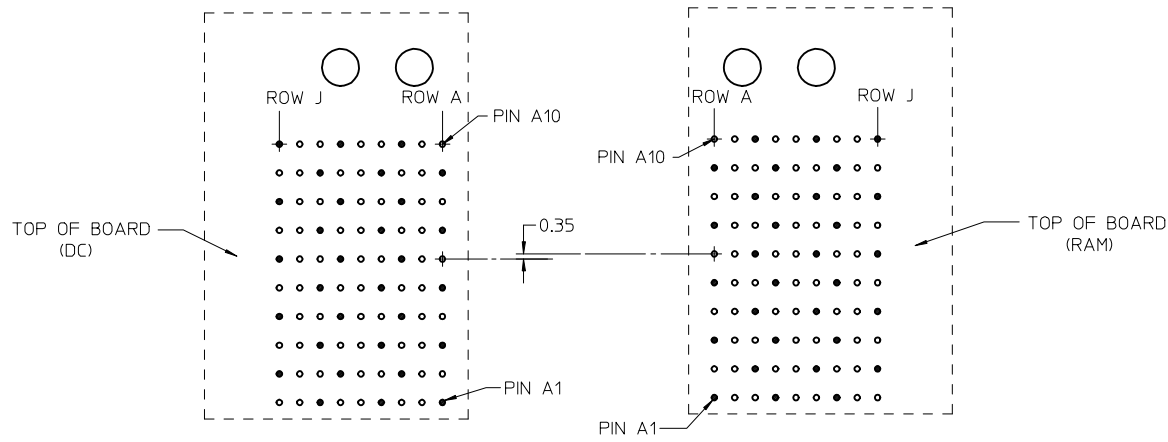 ROW J
ROW A
PIN A10
TOP OF BOARD
(DC)
PIN A1
0.35
ROW A
ROW J
PIN A10
TOP OF BOARD
(RAM)
PIN A1